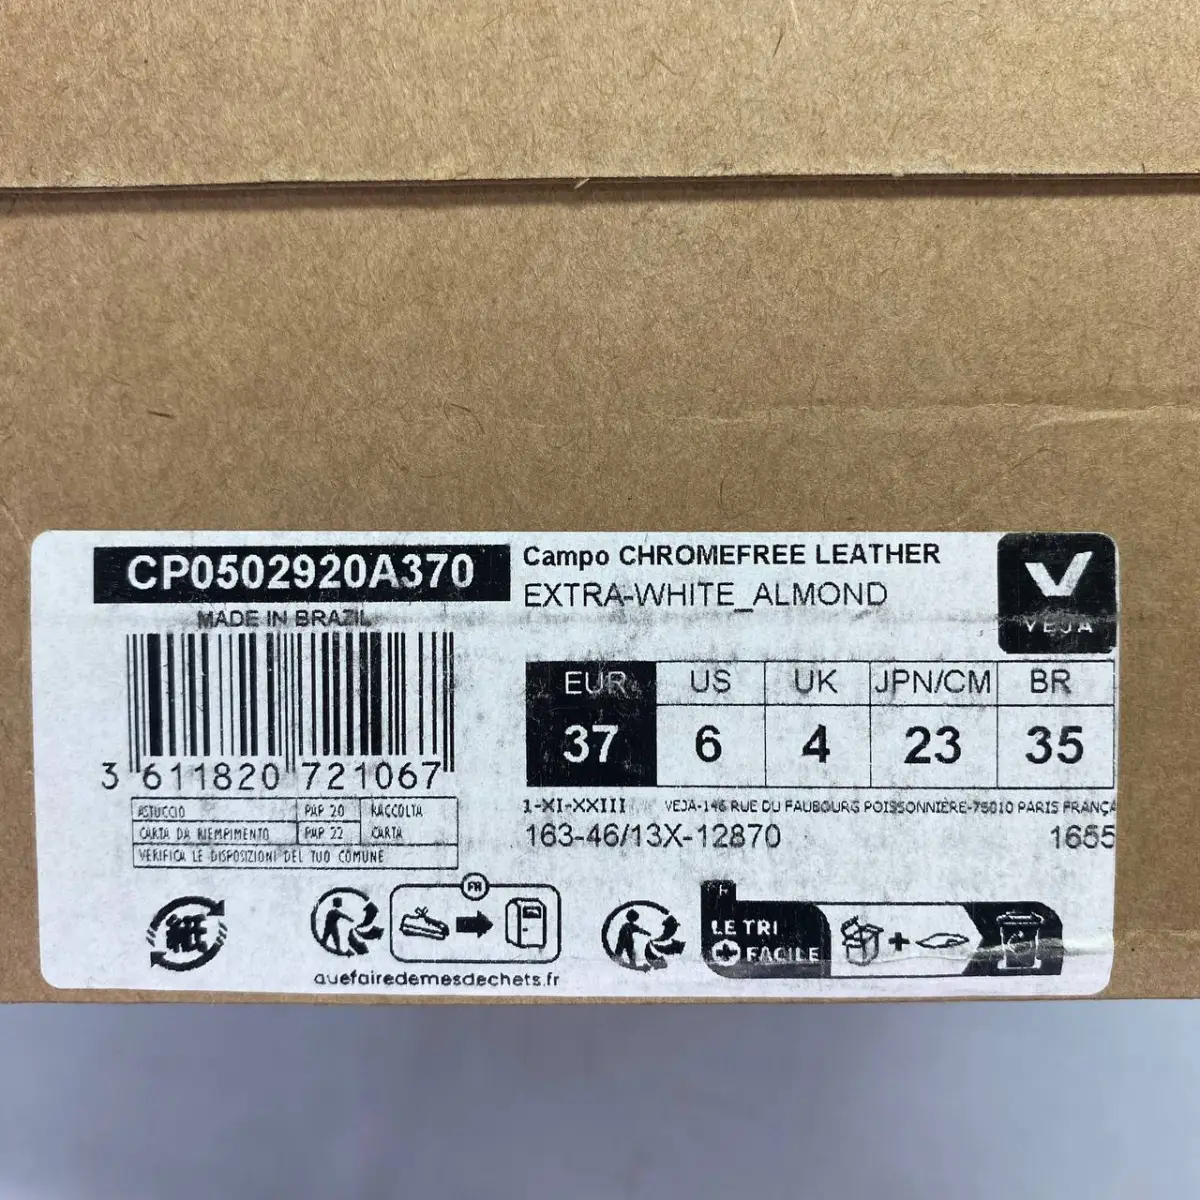 CP0502920A370
MADE IN BRAZIL
3 611820 721067
ASTUCCIO PAP 20 RACCOLTA
CARTA DA RIEMPIMENTO PAP 22 CARTA
VERIFICA LE DISPOSIZIONI DEL TUO COMUNE
Campo CHROMEFREE LEATHER
EXTRA-WHITE_ALMOND
VEJA
EUR US UK JPN/CM BR
37 6 4 23 35
1-XI-XXIII VEJA-146 RUE DU FAUBOURG POISSONNIÈRE-75010 PARIS FRANÇA
163-46/13X-12870 1655
紙
FR
quefairedemesdechets.fr
LE TRI
+ FACILE
+